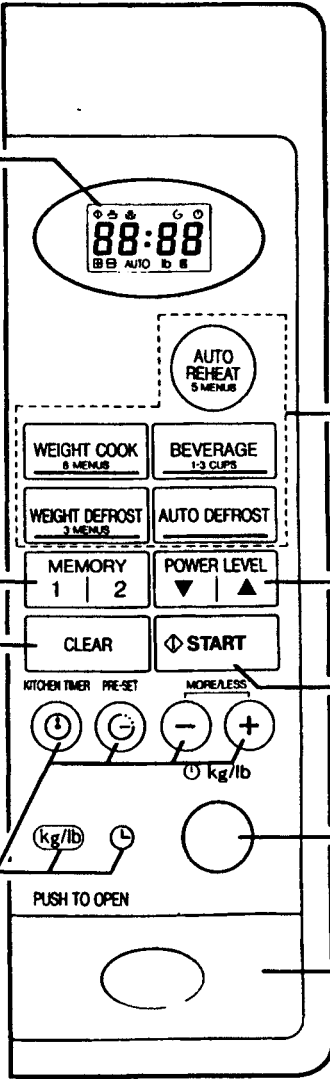 88:88
AUTO lb
AUTO
REHEAT
5 MENUS
WEIGHT COOK
6 MENUS
BEVERAGE
1-3 CUPS
WEIGHT DEFROST
3 MENUS
AUTO DEFROST
MEMORY
1 | 2
POWER LEVEL
▼ | ▲
CLEAR
START
KITCHEN TIMER PRE-SET MORE/LESS
− +
kg/lb
kg/lb
PUSH TO OPEN